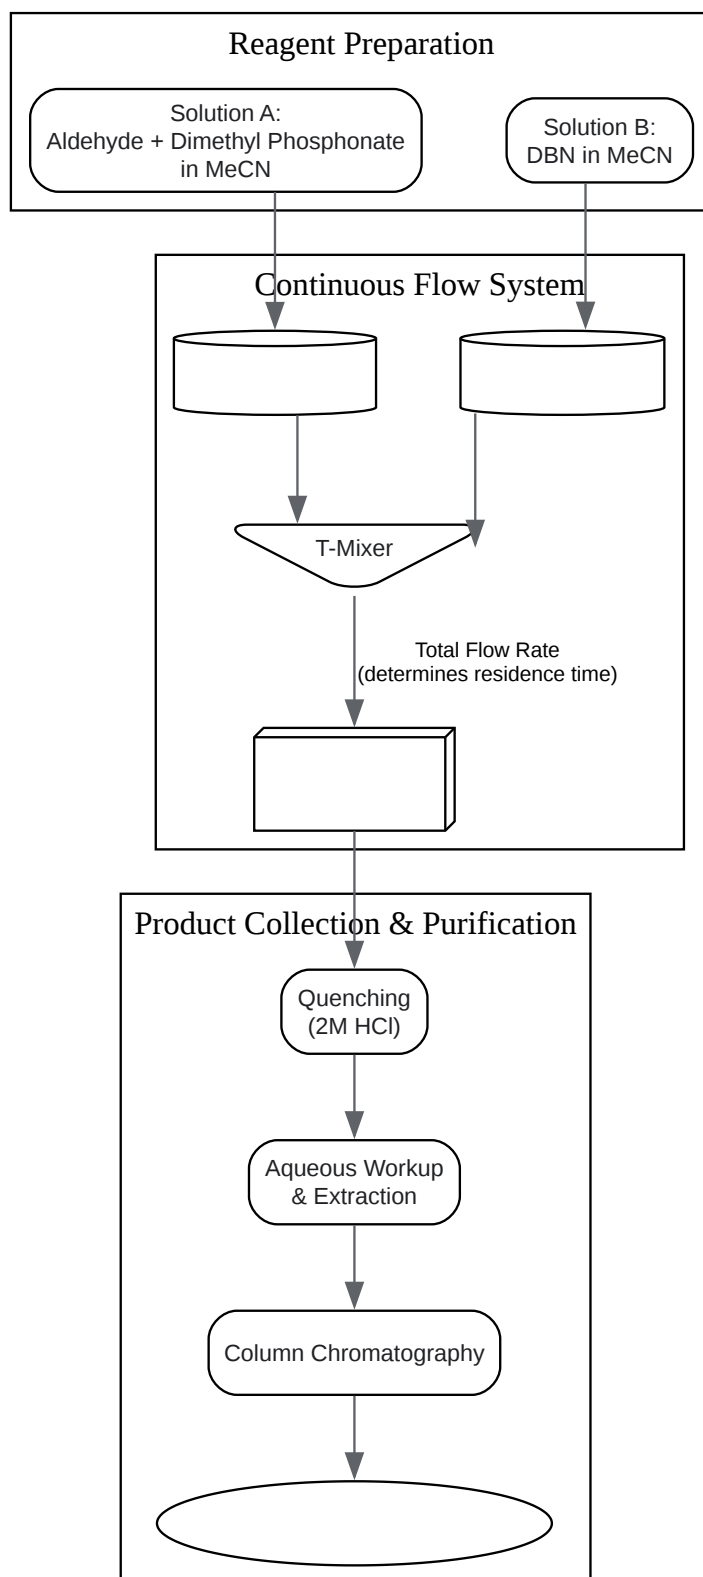 Reagent Preparation
Solution A:
Aldehyde + Dimethyl Phosphonate
in MeCN
Solution B:
DBN in MeCN
Continuous Flow System
T-Mixer
Total Flow Rate
(determines residence time)
Product Collection & Purification
Quenching
(2M HCl)
Aqueous Workup
& Extraction
Column Chromatography